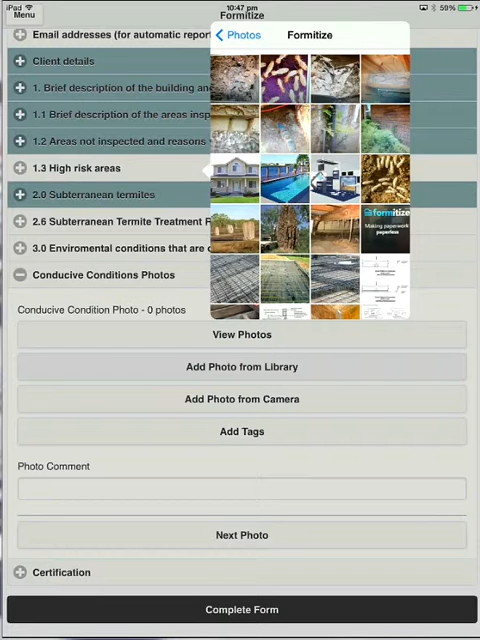 iPad
10:47 pm
59%
Menu
Formitize
Photos
Formitize
Email addresses (for automatic repor
Client details
1. Brief description of the building an
1.1 Brief description of the areas insp
1.2 Areas not inspected and reasons
1.3 High risk areas
2.0 Subterranean termites
2.6 Subterranean Termite Treatment R
3.0 Enviromental conditions that are c
formitize
Making paperwork
paperless
Conducive Conditions Photos
Conducive Condition Photo - 0 photos
View Photos
Add Photo from Library
Add Photo from Camera
Add Tags
Photo Comment
Next Photo
Certification
Complete Form